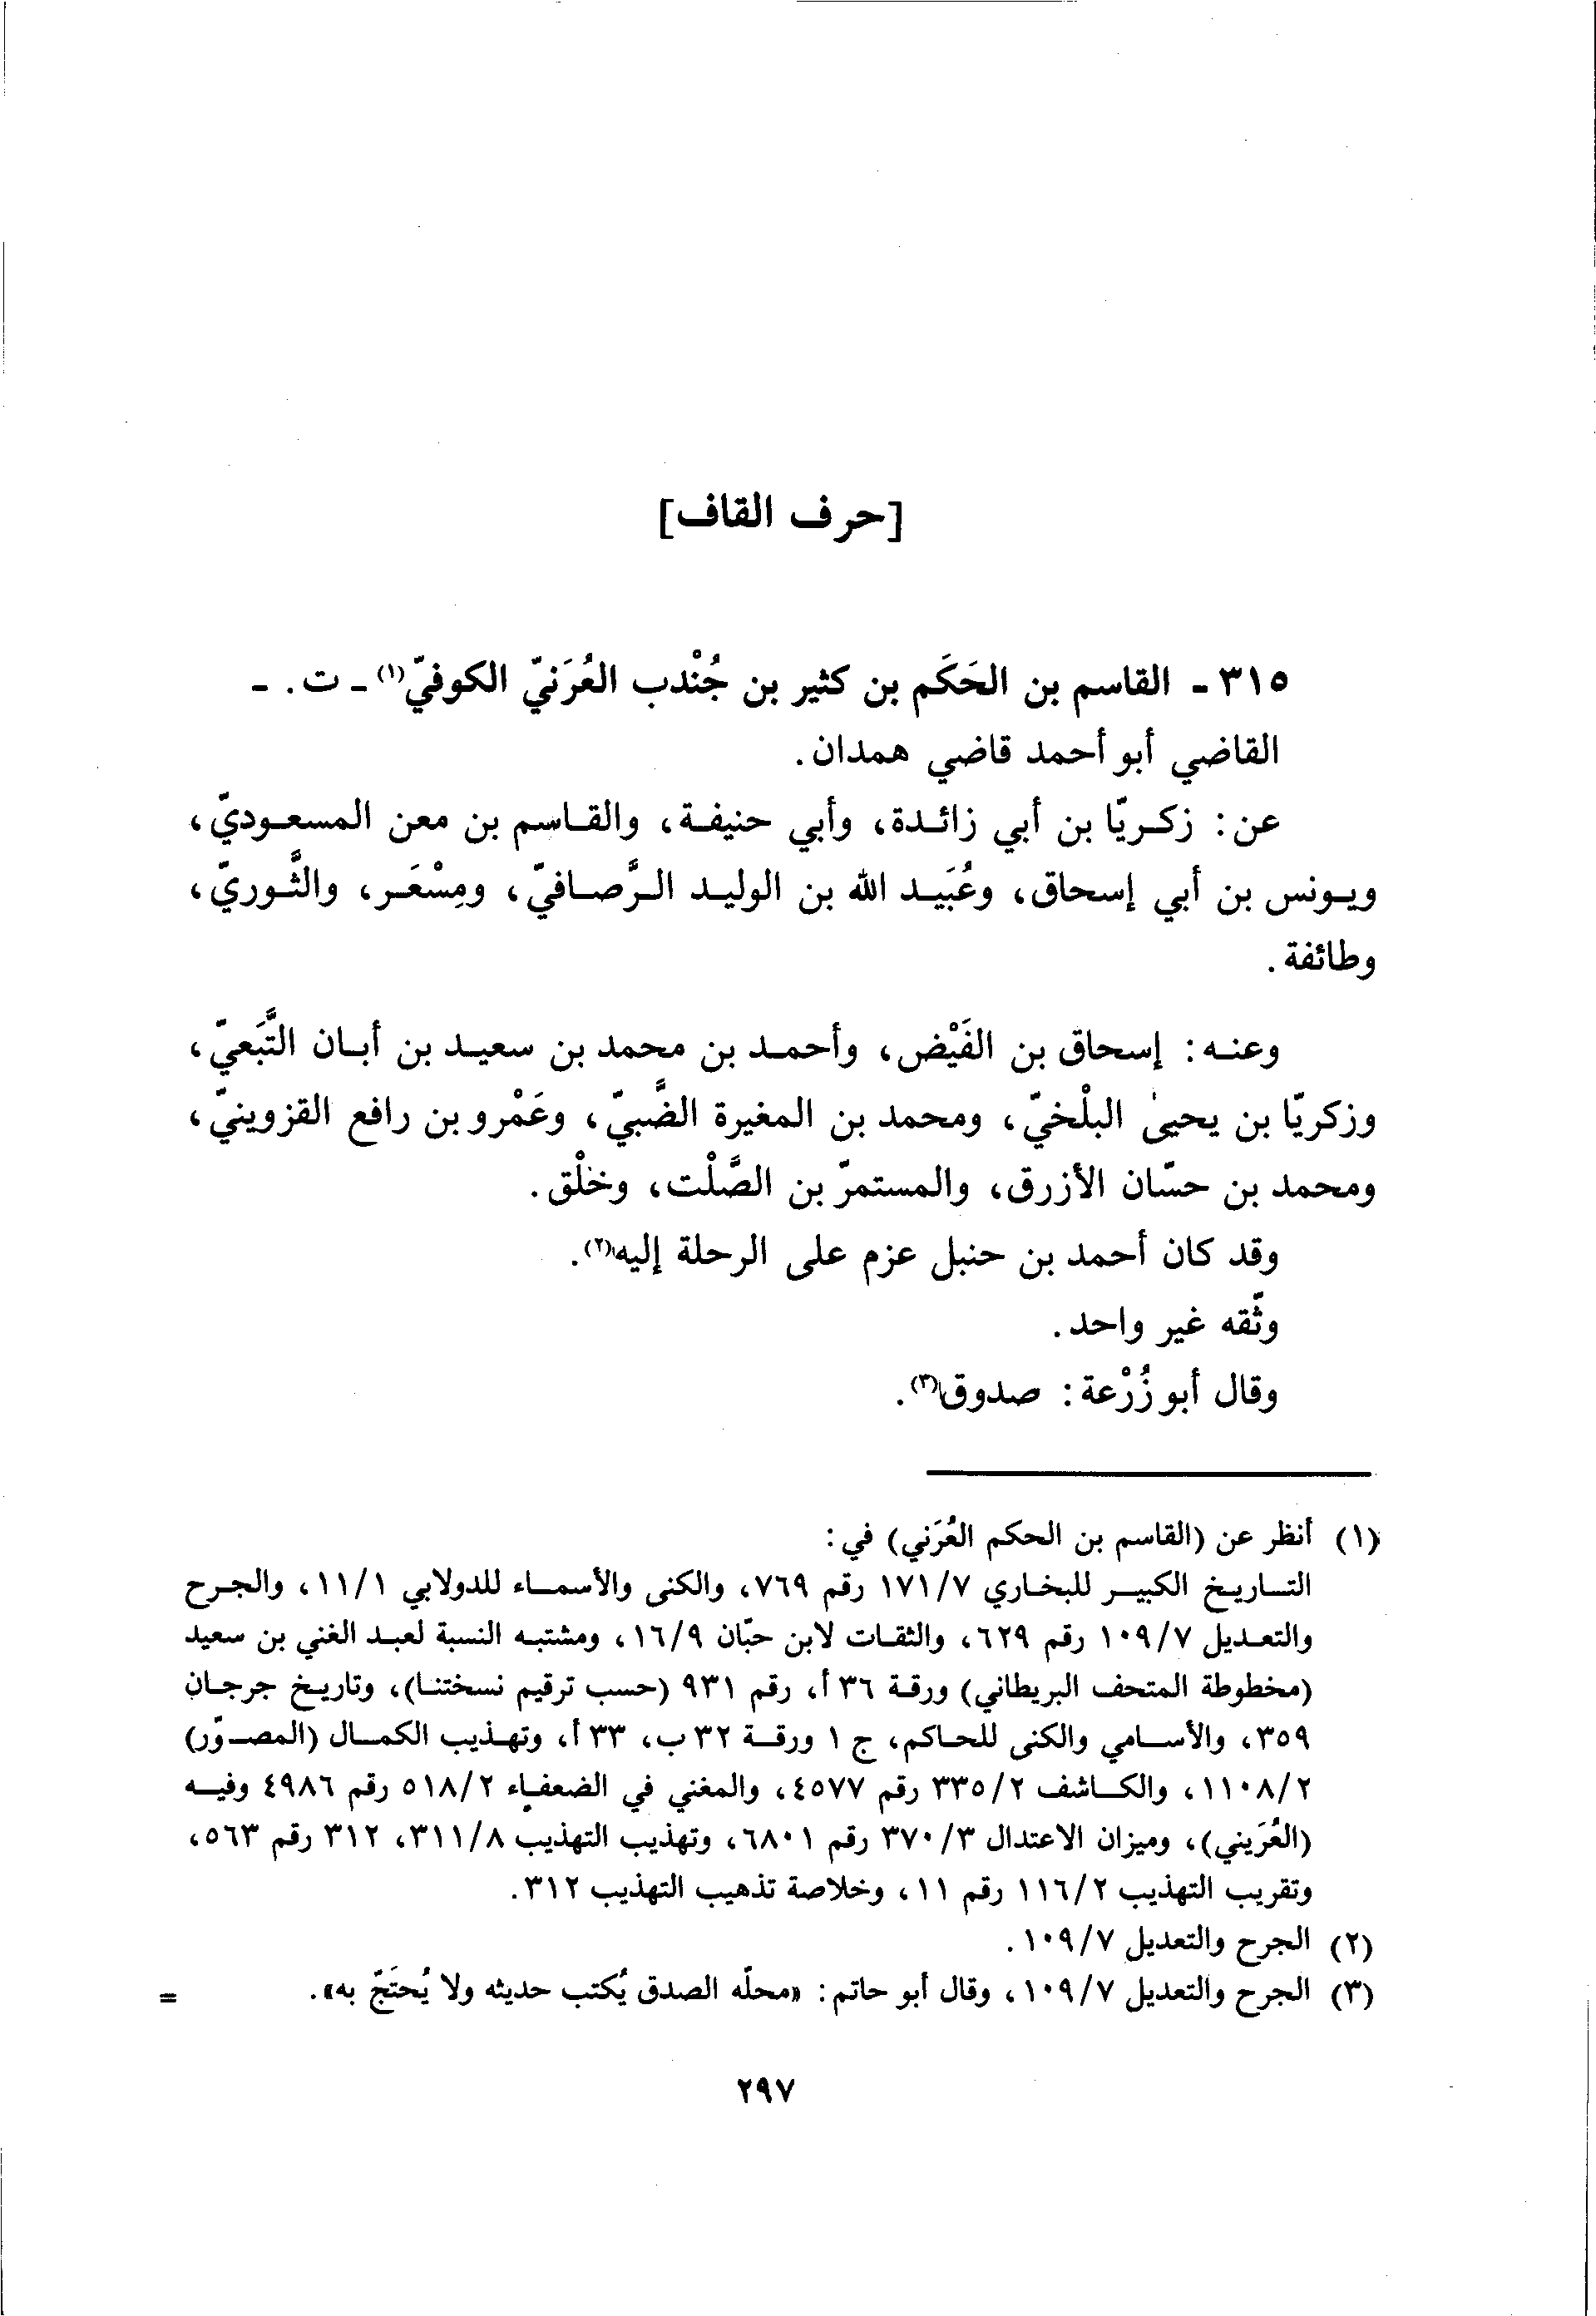 [حرف القاف]
٣١٥ - القاسم بن الحَكَم بن كثير بن جُنْدب العُرَنيّ الكوفيّ(١) - ت. -
القاضي أبو أحمد قاضي همدان.
عن: زكريّا بن أبي زائدة، وأبي حنيفة، والقاسم بن معن المسعوديّ،
ويونس بن أبي إسحاق، وعُبَيد الله بن الوليد الرَّصافيّ، ومِسْعَر، والثَّوريّ،
وطائفة.
وعنه: إسحاق بن الفَيْض، وأحمد بن محمد بن سعيد بن أبان التَّبَعيّ،
وزكريّا بن يحيىٰ البلْخيّ، ومحمد بن المغيرة الضَّبيّ، وعَمْرو بن رافع القزوينيّ،
ومحمد بن حسّان الأزرق، والمستمرّ بن الصَّلْت، وخلْق.
وقد كان أحمد بن حنبل عزم على الرحلة إليه(٢).
وثّقه غير واحد.
وقال أبو زُرْعة: صدوق(٣).
(١) أنظر عن (القاسم بن الحكم العُرَني) في:
التاريخ الكبير للبخاري ١٧١/٧ رقم ٧٦٩، والكنى والأسماء للدولابي ١١/١، والجرح
والتعديل ١٠٩/٧ رقم ٦٢٩، والثقات لابن حبّان ١٦/٩، ومشتبه النسبة لعبد الغني بن سعيد
(مخطوطة المتحف البريطاني) ورقة ٣٦ أ، رقم ٩٣١ (حسب ترقيم نسختنا)، وتاريخ جرجان
٣٥٩، والأسامي والكنى للحاكم، ج ١ ورقة ٣٢ ب، ٣٣ أ، وتهذيب الكمال (المصوّر)
١١٠٨/٢، والكاشف ٣٣٥/٢ رقم ٤٥٧٧، والمغني في الضعفاء ٥١٨/٢ رقم ٤٩٨٦ وفيه
(العُرَيني)، وميزان الاعتدال ٣٧٠/٣ رقم ٦٨٠١، وتهذيب التهذيب ٣١١/٨، ٣١٢ رقم ٥٦٣،
وتقريب التهذيب ١١٦/٢ رقم ١١، وخلاصة تذهيب التهذيب ٣١٢.
(٢) الجرح والتعديل ١٠٩/٧.
(٣) الجرح والتعديل ١٠٩/٧، وقال أبو حاتم: «محلّه الصدق يُكتب حديثه ولا يُحتَجّ به». =
٢٩٧